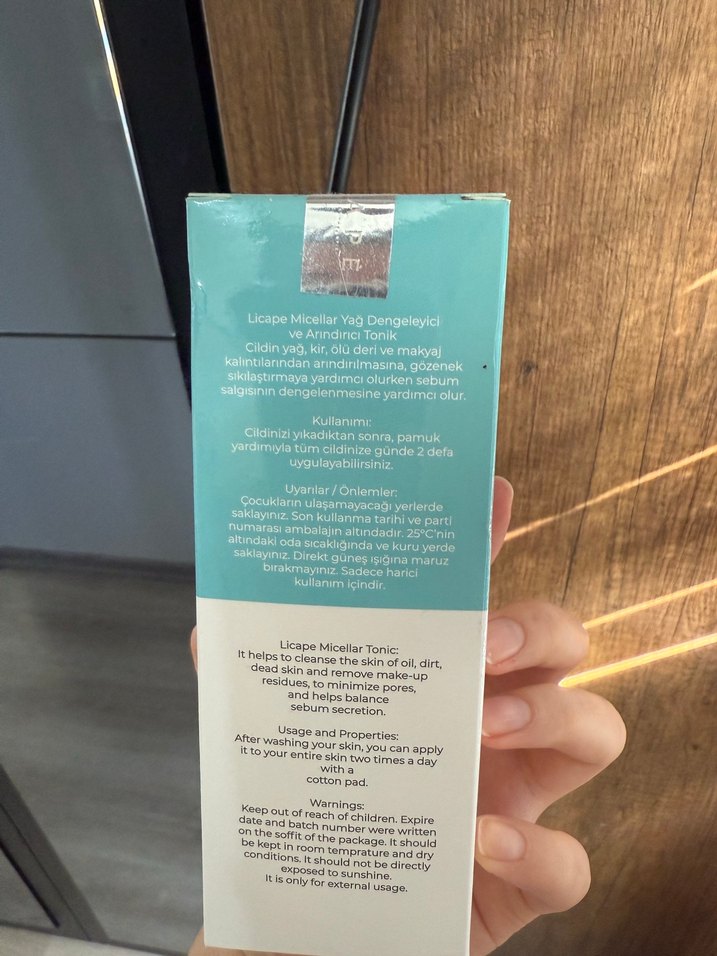 Licape Micellar Yağ Dengeleyici
ve Arındırıcı Tonik
Cildin yağ, kir, ölü deri ve makyaj
kalıntılarından arındırılmasına, gözenek
sıkılaştırmaya yardımcı olurken sebum
salgısının dengelenmesine yardımcı olur.
Kullanımı:
Cildinizi yıkadıktan sonra, pamuk
yardımıyla tüm cildinize günde 2 defa
uygulayabilirsiniz.
Uyarılar / Önlemler:
Çocukların ulaşamayacağı yerlerde
saklayınız. Son kullanma tarihi ve parti
numarası ambalajın altındadır. 25°C'nin
altındaki oda sıcaklığında ve kuru yerde
saklayınız. Direkt güneş ışığına maruz
bırakmayınız. Sadece harici
kullanım içindir.
Licape Micellar Tonic:
It helps to cleanse the skin of oil, dirt,
dead skin and remove make-up
residues, to minimize pores,
and helps balance
sebum secretion.
Usage and Properties:
After washing your skin, you can apply
it to your entire skin two times a day
with a
cotton pad.
Warnings:
Keep out of reach of children. Expire
date and batch number were written
on the soffit of the package. It should
be kept in room temprature and dry
conditions. It should not be directly
exposed to sunshine.
It is only for external usage.